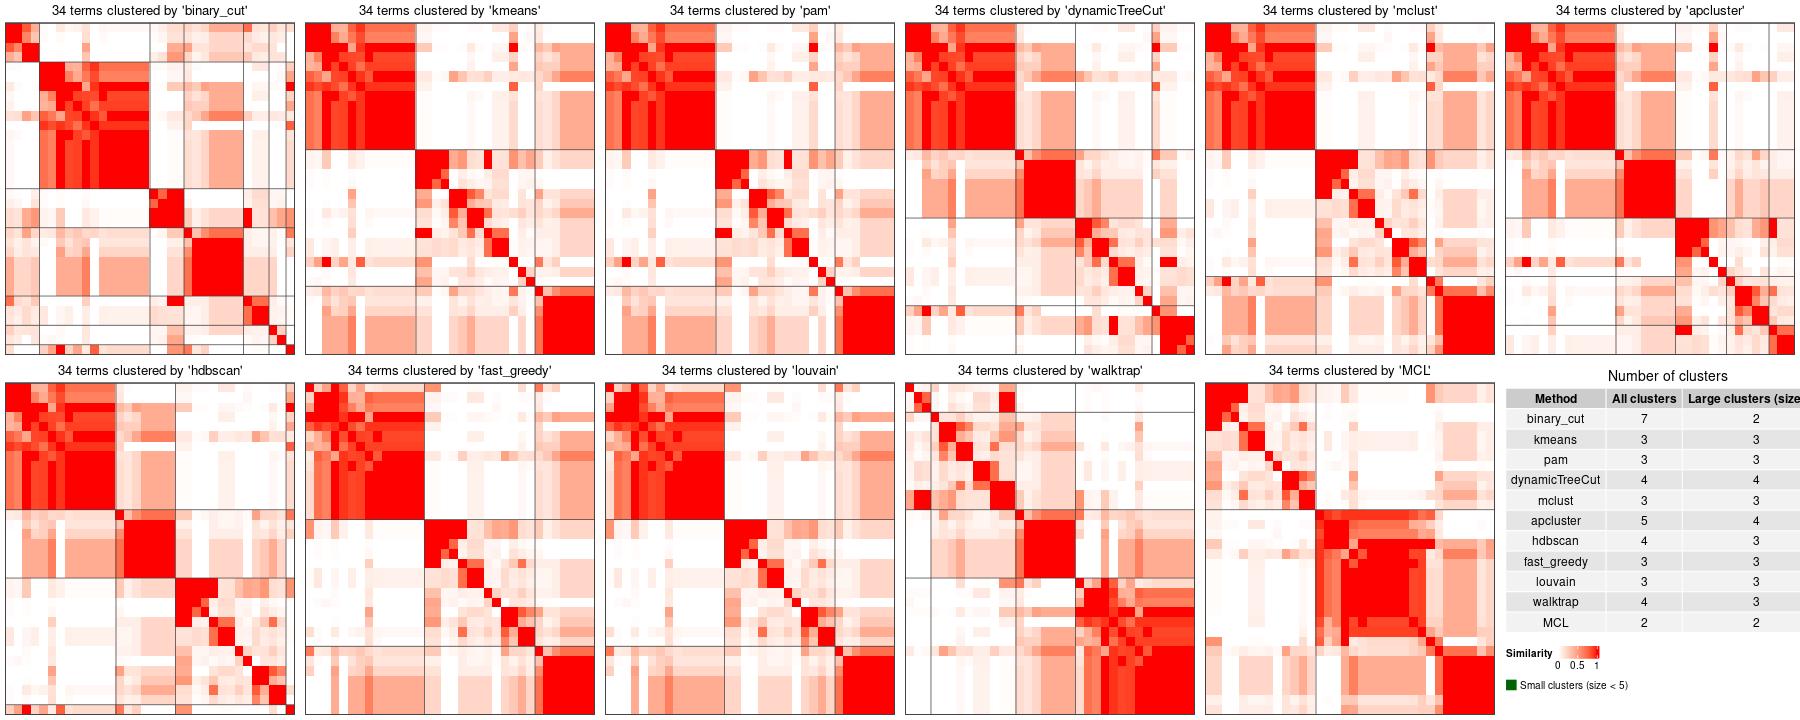 34 terms clustered by 'binary_cut'
34 terms clustered by 'kmeans'
34 terms clustered by 'pam'
34 terms clustered by 'dynamicTreeCut'
34 terms clustered by 'mclust'
34 terms clustered by 'apcluster'
34 terms clustered by 'hdbscan'
34 terms clustered by 'fast_greedy'
34 terms clustered by 'louvain'
34 terms clustered by 'walktrap'
34 terms clustered by 'MCL'
Number of clusters
Method All clusters Large clusters (size
binary_cut 7 2
kmeans 3 3
pam 3 3
dynamicTreeCut 4 4
mclust 3 3
apcluster 5 4
hdbscan 4 3
fast_greedy 3 3
louvain 3 3
walktrap 4 3
MCL 2 2
Similarity
0 0.5 1
Small clusters (size < 5)